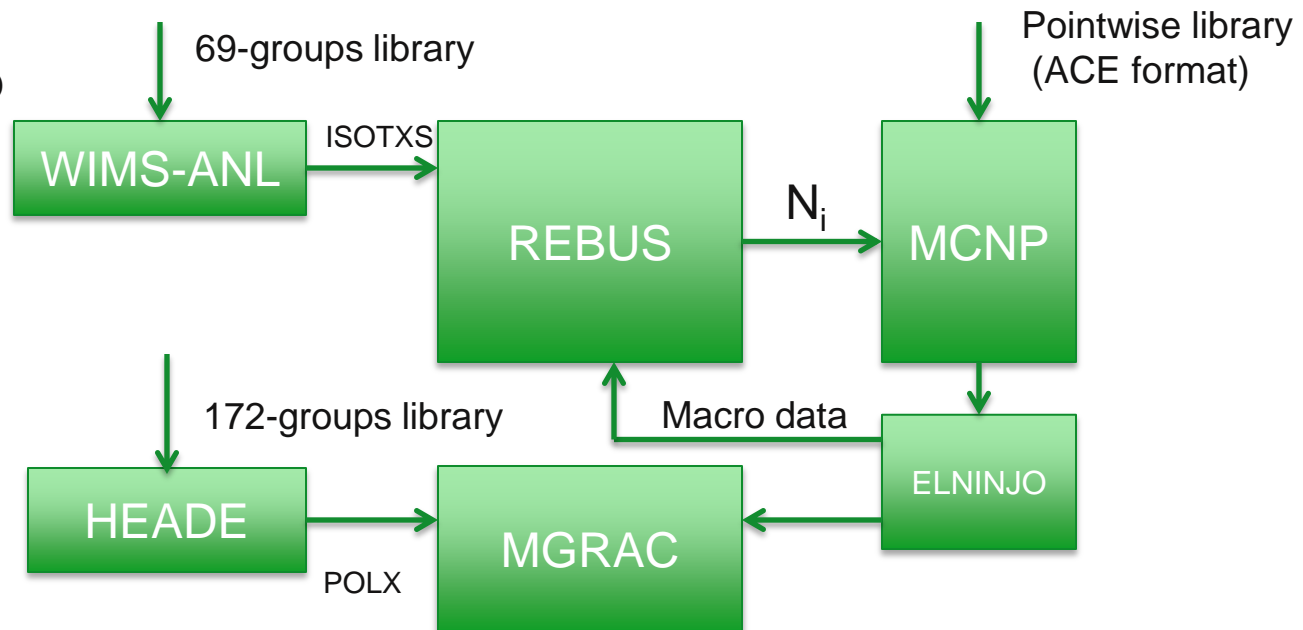 69-groups library
Pointwise library
(ACE format)
WIMS-ANL
ISOTXS
REBUS
Nᵢ
MCNP
172-groups library
Macro data
HEADE
POLX
MGRAC
ELNINJO